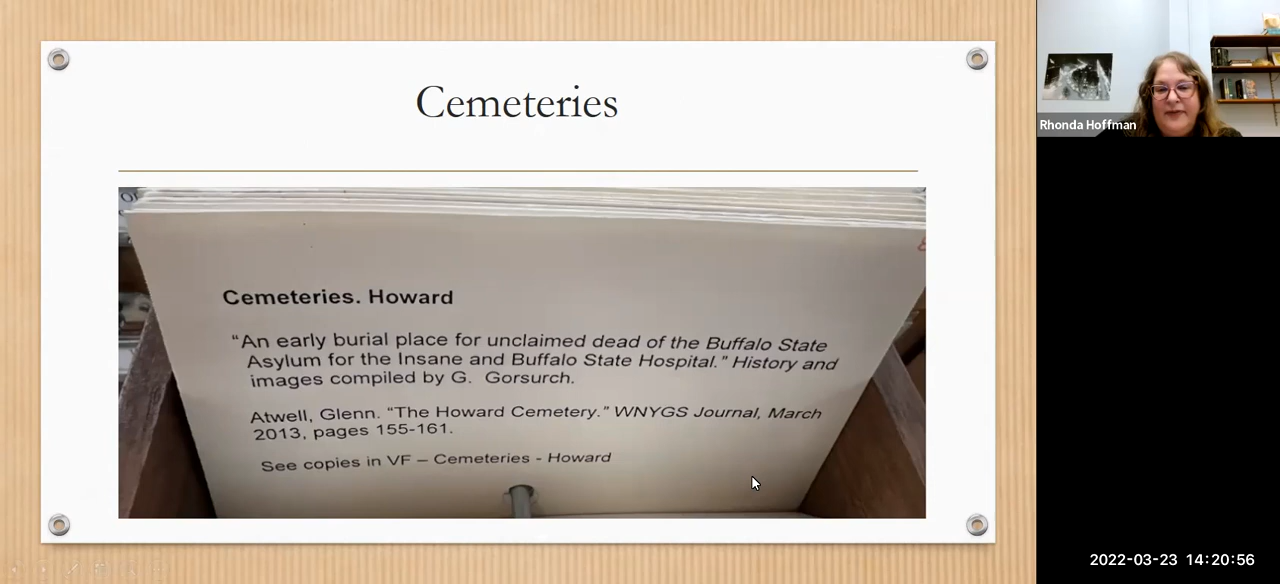 Cemeteries
Cemeteries. Howard
“An early burial place for unclaimed dead of the Buffalo State
Asylum for the Insane and Buffalo State Hospital.” History and
images compiled by G. Gorsurch.
Atwell, Glenn. “The Howard Cemetery.” WNYGS Journal, March
2013, pages 155-161.
See copies in VF – Cemeteries - Howard
Rhonda Hoffman
2022-03-23 14:20:56